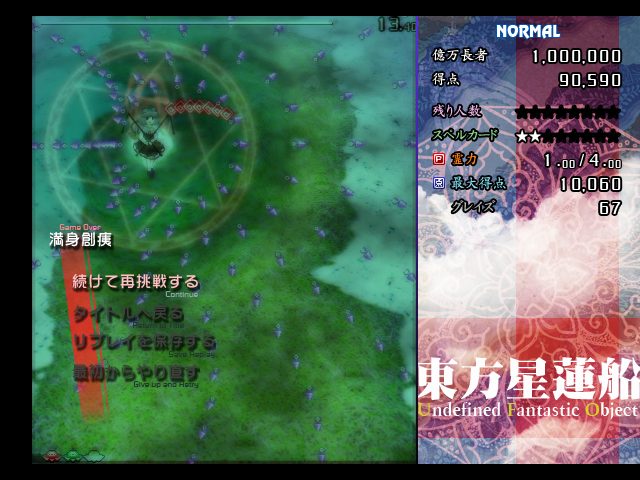 13.40
NORMAL
億万長者 1,000,000
得点 90,590
残り人数
スペルカード
P 霊力 1.00/4.00
点 最大得点 10,060
グレイズ 67
Game Over
満身創痍
続けて再挑戦する
Continue
タイトルへ戻る
Return to Title
リプレイを保存する
Save Replay
最初からやり直す
Give up and Retry
東方星蓮船
Undefined Fantastic Object